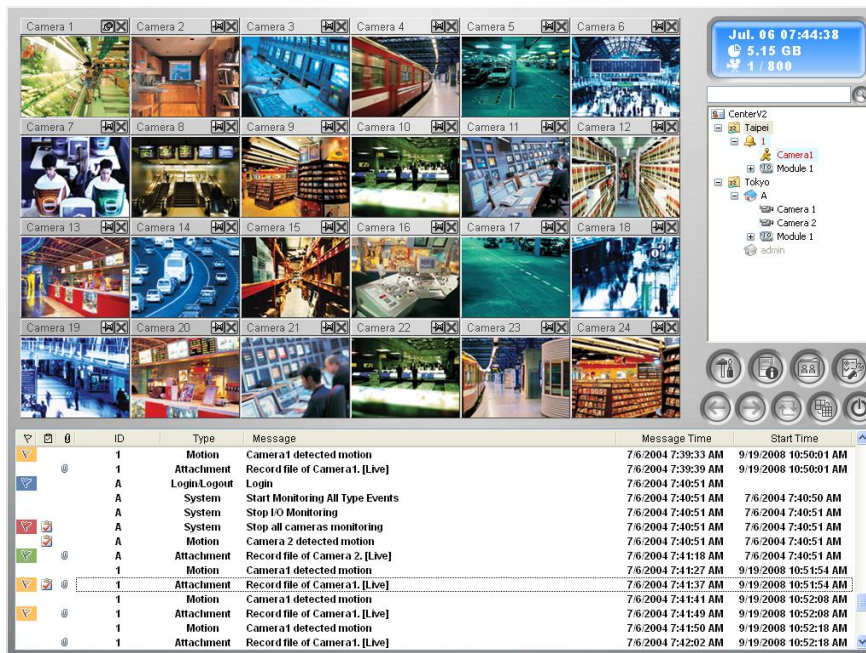 Camera 1 Camera 2 Camera 3 Camera 4 Camera 5 Camera 6
Camera 7 Camera 8 Camera 9 Camera 10 Camera 11 Camera 12
Camera 13 Camera 14 Camera 15 Camera 16 Camera 17 Camera 18
Camera 19 Camera 20 Camera 21 Camera 22 Camera 23 Camera 24
Jul. 06 07:44:38
5.15 GB
1 / 800
CenterV2
Taipei
1
Camera1
Module 1
Tokyo
A
Camera 1
Camera 2
Module 1
admin
ID Type Message Message Time Start Time
1 Motion Camera1 detected motion 7/6/2004 7:39:33 AM 9/19/2008 10:50:01 AM
1 Attachment Record file of Camera1. [Live] 7/6/2004 7:39:39 AM 9/19/2008 10:50:01 AM
A Login/Logout Login 7/6/2004 7:40:51 AM
A System Start Monitoring All Type Events 7/6/2004 7:40:51 AM 7/6/2004 7:40:50 AM
A System Stop I/O Monitoring 7/6/2004 7:40:51 AM 7/6/2004 7:40:51 AM
A System Stop all cameras monitoring 7/6/2004 7:40:51 AM 7/6/2004 7:40:51 AM
A Motion Camera 2 detected motion 7/6/2004 7:40:51 AM 7/6/2004 7:40:51 AM
A Attachment Record file of Camera 2. [Live] 7/6/2004 7:41:18 AM 7/6/2004 7:40:51 AM
1 Motion Camera1 detected motion 7/6/2004 7:41:27 AM 9/19/2008 10:51:54 AM
1 Attachment Record file of Camera1. [Live] 7/6/2004 7:41:37 AM 9/19/2008 10:51:54 AM
1 Motion Camera1 detected motion 7/6/2004 7:41:41 AM 9/19/2008 10:52:08 AM
1 Attachment Record file of Camera1. [Live] 7/6/2004 7:41:49 AM 9/19/2008 10:52:08 AM
1 Motion Camera1 detected motion 7/6/2004 7:41:50 AM 9/19/2008 10:52:18 AM
1 Attachment Record file of Camera1. [Live] 7/6/2004 7:42:02 AM 9/19/2008 10:52:18 AM